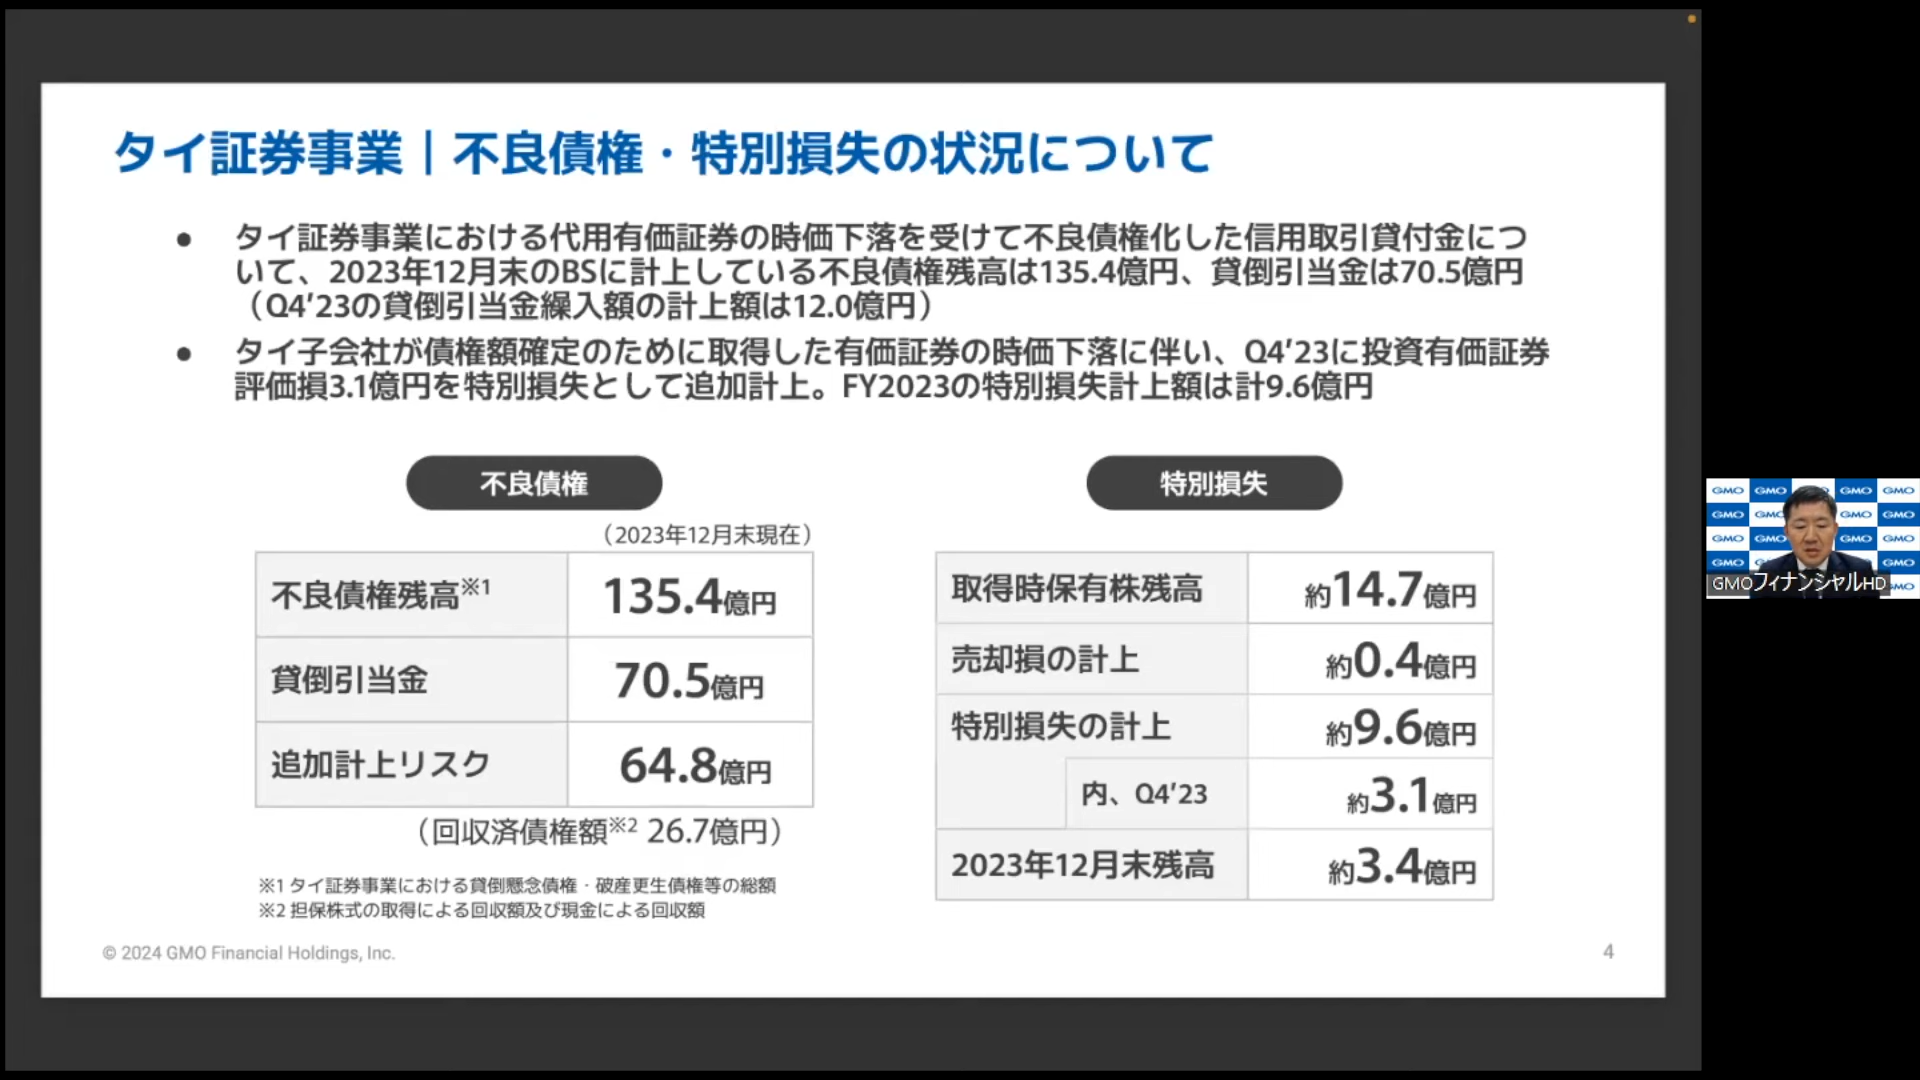 タイ証券事業｜不良債権・特別損失の状況について
● タイ証券事業における代用有価証券の時価下落を受けて不良債権化した信用取引貸付金につ
いて、2023年12月末のBSに計上している不良債権残高は135.4億円、貸倒引当金は70.5億円
（Q4’23の貸倒引当金繰入額の計上額は12.0億円）
● タイ子会社が債権額確定のために取得した有価証券の時価下落に伴い、Q4’23に投資有価証券
評価損3.1億円を特別損失として追加計上。FY2023の特別損失計上額は計9.6億円
不良債権
（2023年12月末現在）
不良債権残高※1 135.4億円
貸倒引当金 70.5億円
追加計上リスク 64.8億円
（回収済債権額※2 26.7億円）
※1 タイ証券事業における貸倒懸念債権・破産更生債権等の総額
※2 担保株式の取得による回収額及び現金による回収額
特別損失
取得時保有株残高 約14.7億円
売却損の計上 約0.4億円
特別損失の計上 約9.6億円
内、Q4’23 約3.1億円
2023年12月末残高 約3.4億円
© 2024 GMO Financial Holdings, Inc.
4
GMO GMO GMO GMO
GMO GMO GMO GMO
GMO GMO GMO GMO
GMO GMO GMO GMO
GMOフィナンシャルHD GMO